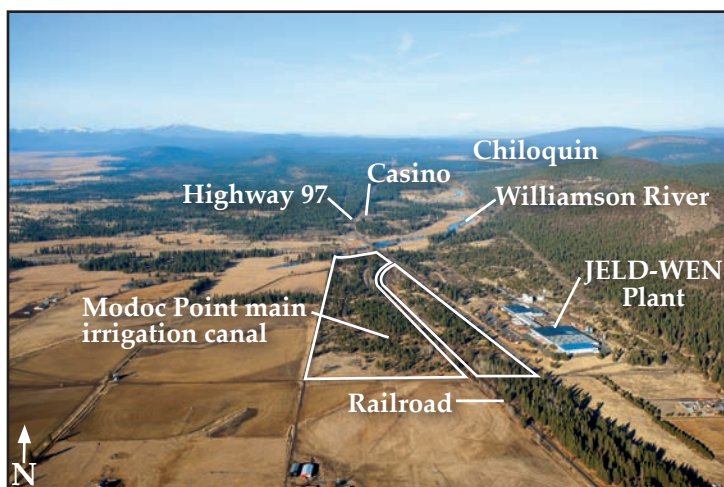 Chiloquin
Casino
Highway 97
Williamson River
JELD-WEN
Plant
Modoc Point main
irrigation canal
Railroad
N